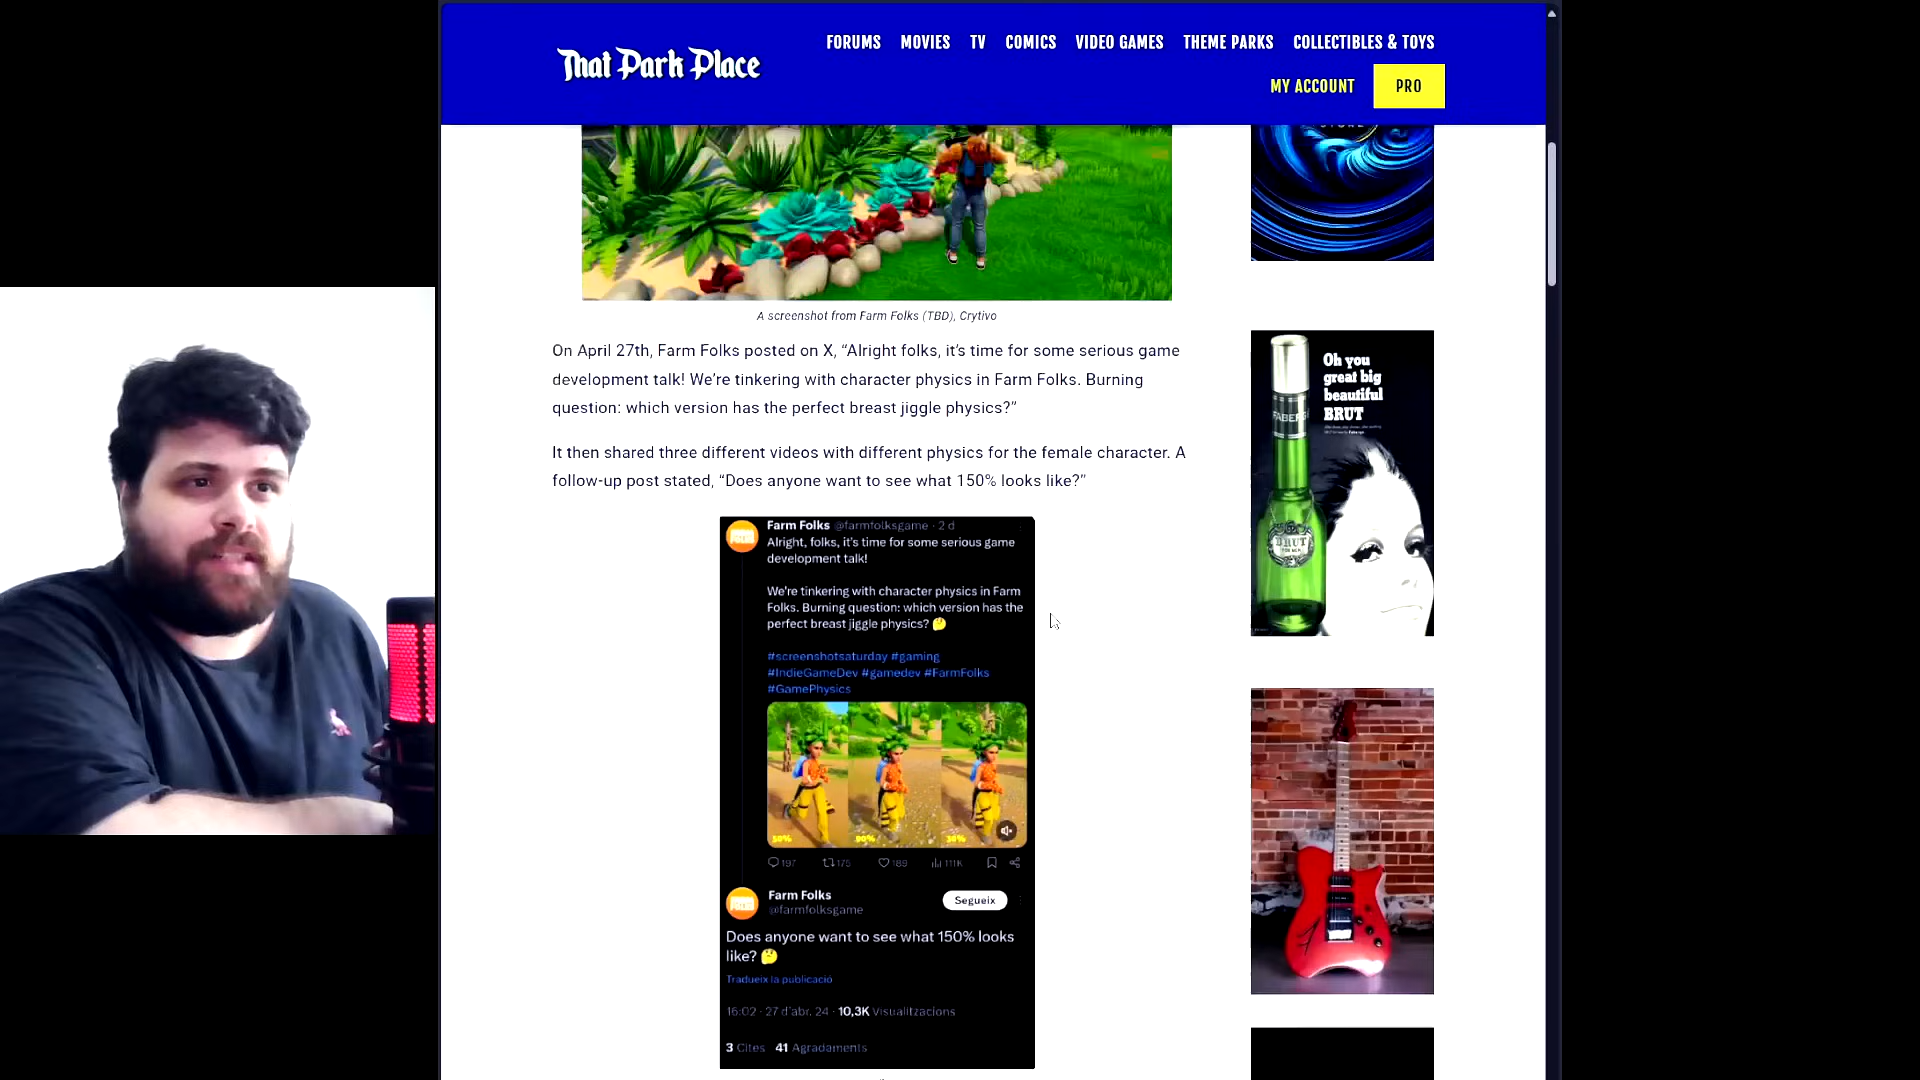 That Park Place
FORUMS MOVIES TV COMICS VIDEO GAMES THEME PARKS COLLECTIBLES & TOYS
MY ACCOUNT PRO
A screenshot from Farm Folks (TBD), Crytivo
On April 27th, Farm Folks posted on X, “Alright folks, it’s time for some serious game
development talk! We’re tinkering with character physics in Farm Folks. Burning
question: which version has the perfect breast jiggle physics?”
It then shared three different videos with different physics for the female character. A
follow-up post stated, “Does anyone want to see what 150% looks like?”
Farm Folks @farmfolksgame · 2 d
Alright, folks, it's time for some serious game
development talk!
We're tinkering with character physics in Farm
Folks. Burning question: which version has the
perfect breast jiggle physics? 🤔
#screenshotsaturday #gaming
#IndieGameDev #gamedev #FarmFolks
#GamePhysics
197 175 189 111K
Farm Folks
@farmfolksgame
Segueix
Does anyone want to see what 150% looks
like? 🤔
Tradueix la publicació
16:02 · 27 d'abr. 24 · 10,3K Visualitzacions
3 Cites 41 Agradaments
Oh you
great big
beautiful
BRUT
FABERGÉ
BRUT